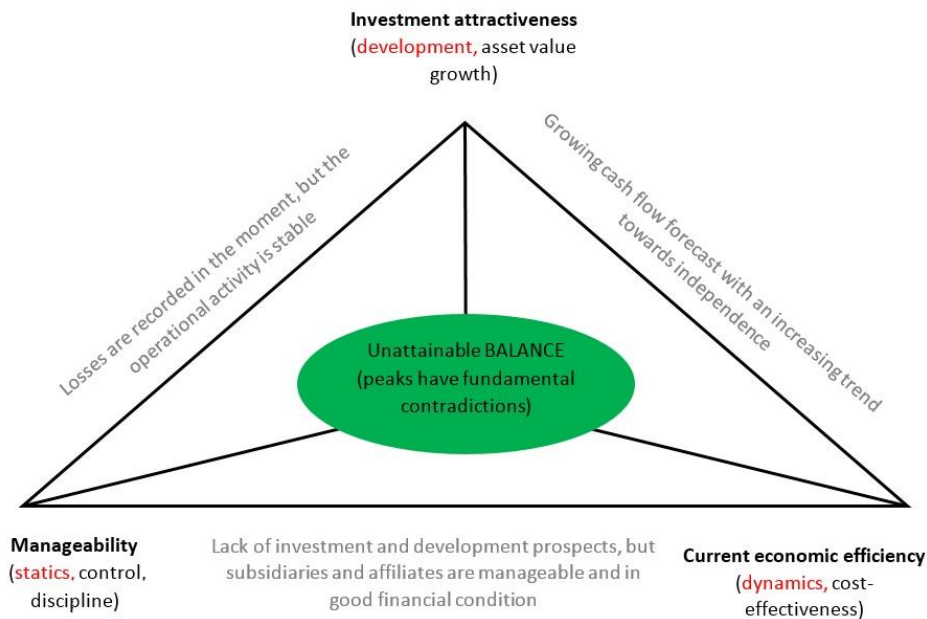 Investment attractiveness
(development, asset value
growth)
Losses are recorded in the moment, but the
operational activity is stable
Growing cash flow forecast with an increasing trend
towards independence
Unattainable BALANCE
(peaks have fundamental
contradictions)
Manageability
(statics, control,
discipline)
Lack of investment and development prospects, but
subsidiaries and affiliates are manageable and in
good financial condition
Current economic efficiency
(dynamics, cost-
effectiveness)